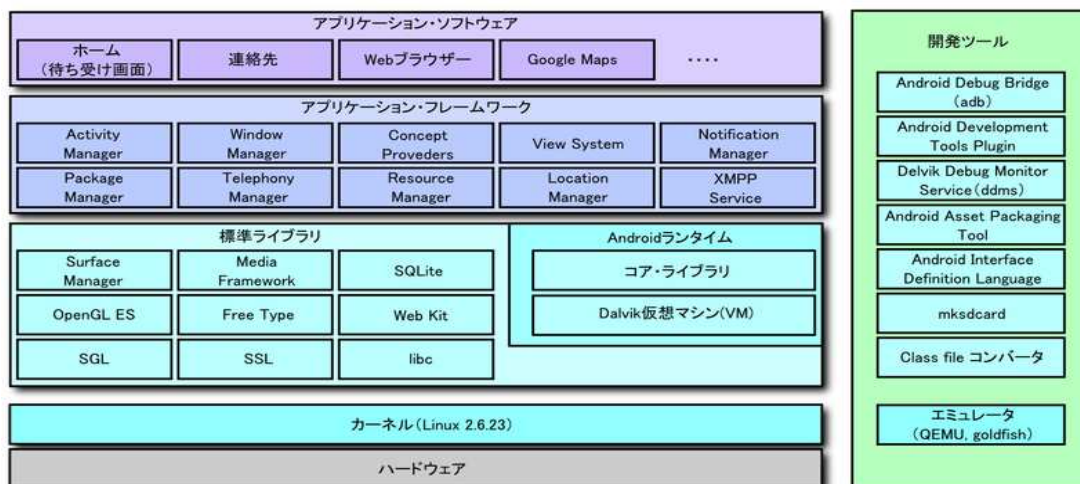 アプリケーション・ソフトウェア
ホーム
(待ち受け画面)
連絡先
Webブラウザー
Google Maps
‥‥
アプリケーション・フレームワーク
Activity
Manager
Window
Manager
Concept
Proveders
View System
Notification
Manager
Package
Manager
Telephony
Manager
Resource
Manager
Location
Manager
XMPP
Service
標準ライブラリ
Surface
Manager
Media
Framework
SQLite
OpenGL ES
Free Type
Web Kit
SGL
SSL
libc
Androidランタイム
コア・ライブラリ
Dalvik仮想マシン(VM)
カーネル(Linux 2.6.23)
ハードウェア
開発ツール
Android Debug Bridge
(adb)
Android Development
Tools Plugin
Delvik Debug Monitor
Service(ddms)
Android Asset Packaging
Tool
Android Interface
Definition Language
mksdcard
Class file コンバータ
エミュレータ
(QEMU, goldfish)